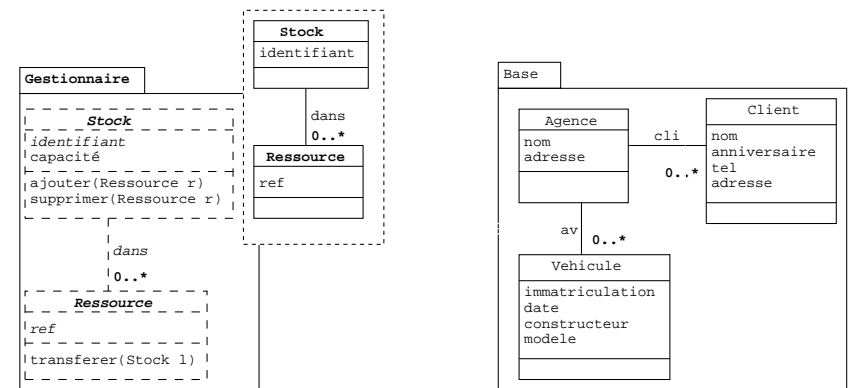 Stock
identifiant
dans
0..*
Ressource
ref
Gestionnaire
Stock
identifiant
capacité
ajouter(Ressource r)
supprimer(Ressource r)
dans
0..*
Ressource
ref
transferer(Stock l)
Base
Agence
nom
adresse
cli
0..*
Client
nom
anniversaire
tel
adresse
av
0..*
Vehicule
immatriculation
date
constructeur
modele